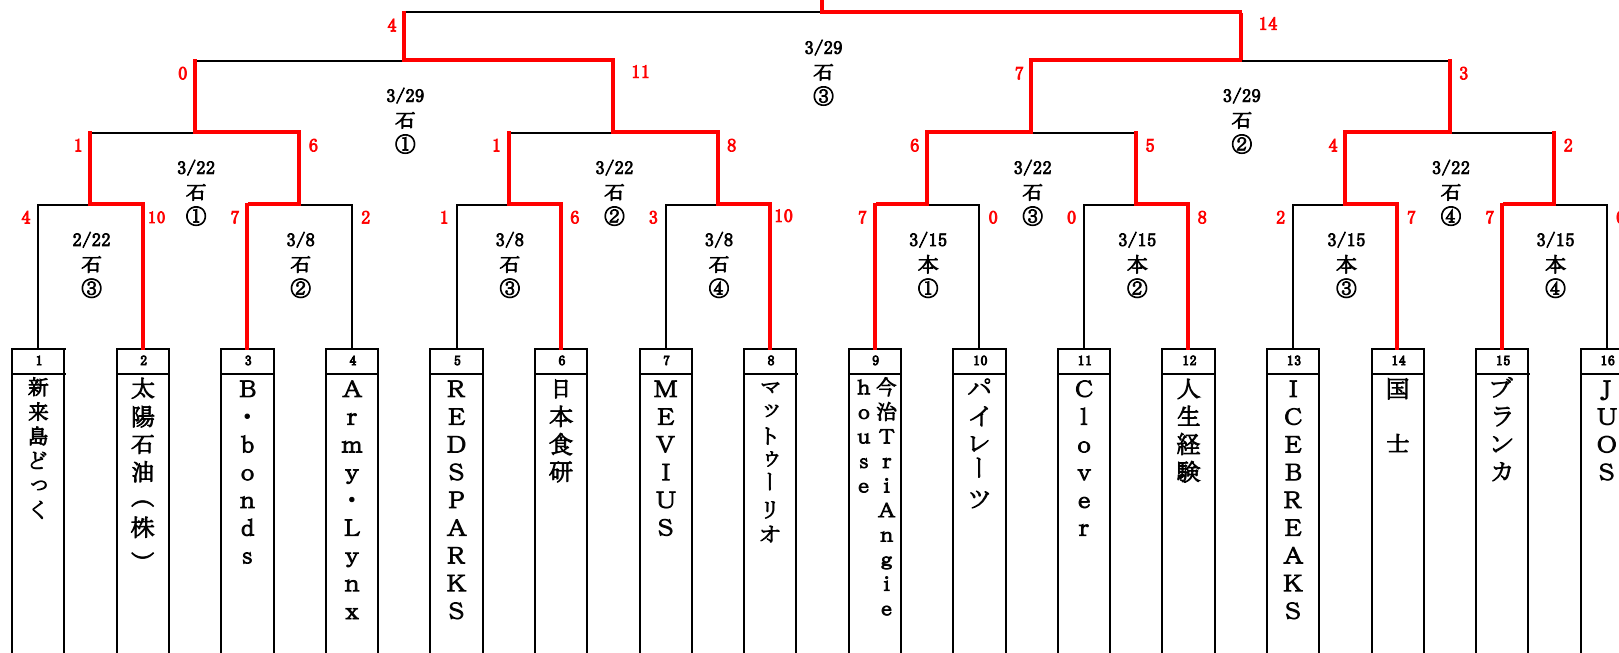 4 14
3/29
石
③
0 11 7 3
3/29 3/29
石 石
① ②
1 6 1 8 6 5 4 2
3/22 3/22 3/22 3/22
石 石 石 石
① ② ③ ④
4 10 7 2 1 6 3 10 7 0 0 8 2 7 7
2/22 3/8 3/8 3/8 3/15 3/15 3/15 3/15
石 石 石 石 本 本 本 本
③ ② ③ ④ ① ② ③ ④
1 2 3 4 5 6 7 8 9 10 11 12 13 14 15 16
新来島どっく
太陽石油（株）
B・bonds
Army・Lynx
REDSPARKS
日本食研
MEVIUS
マットゥーリオ
今治TriAngie
house
パイレーツ
Clover
人生経験
ICEBREAKS
国 士
ブランカ
JUOS